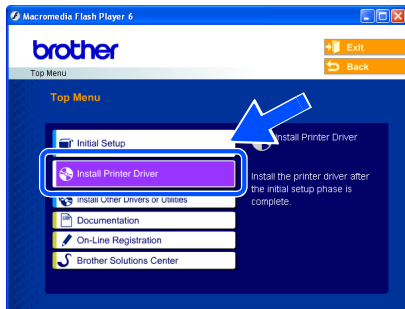 Macromedia Flash Player 6
brother
Exit
Back
Top Menu
Top Menu
Initial Setup
Install Printer Driver
Install Other Drivers or Utilities
Documentation
On-Line Registration
Brother Solutions Center
Install Printer Driver
Install the printer driver after
the initial setup phase is
complete.